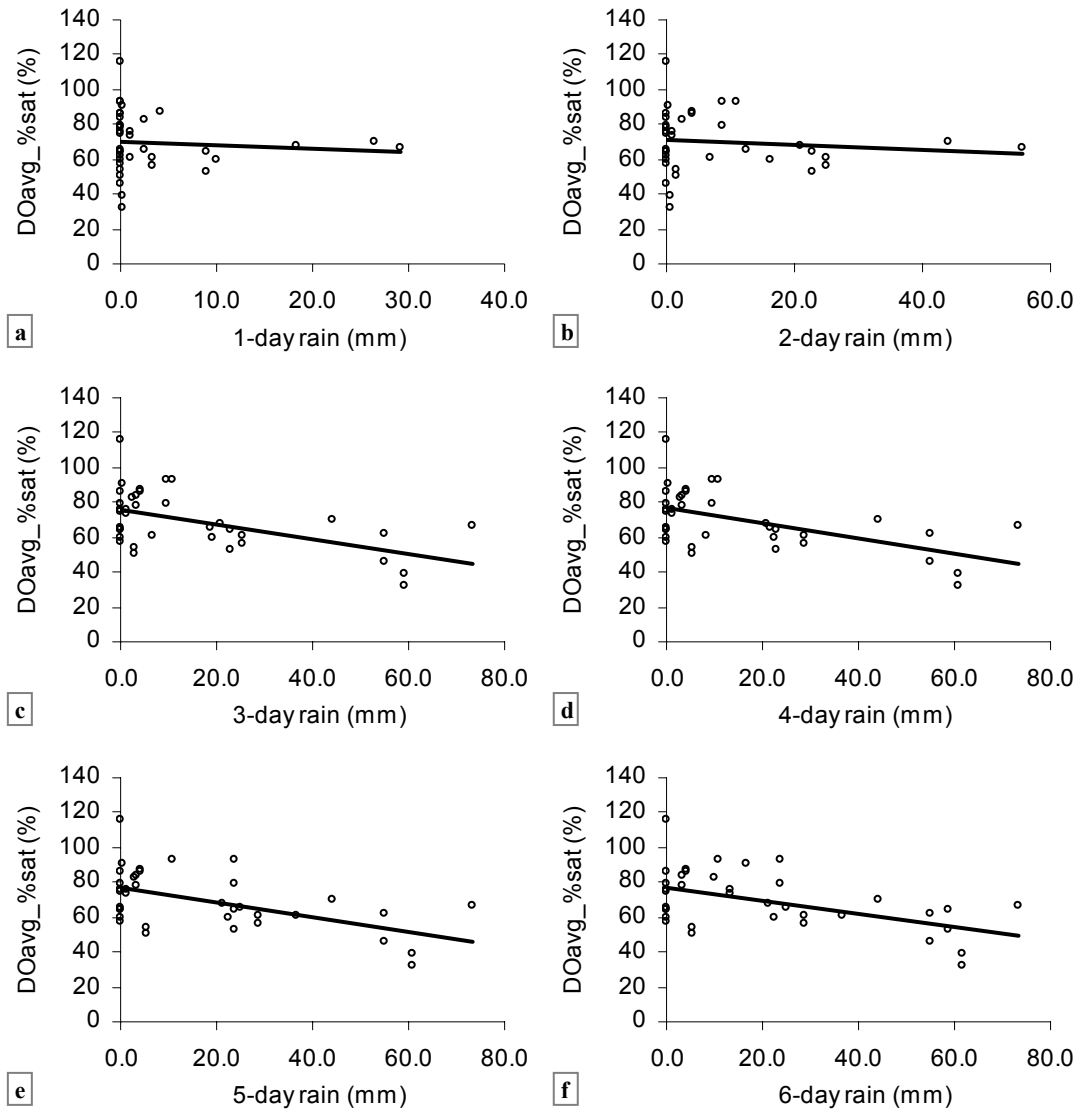 140
120
100
80
60
40
20
0
DOavg_%sat (%)
0.0 10.0 20.0 30.0 40.0
a
1-day rain (mm)
140
120
100
80
60
40
20
0
DOavg_%sat (%)
0.0 20.0 40.0 60.0
b
2-day rain (mm)
140
120
100
80
60
40
20
0
DOavg_%sat (%)
0.0 20.0 40.0 60.0 80.0
c
3-day rain (mm)
140
120
100
80
60
40
20
0
DOavg_%sat (%)
0.0 20.0 40.0 60.0 80.0
d
4-day rain (mm)
140
120
100
80
60
40
20
0
DOavg_%sat (%)
0.0 20.0 40.0 60.0 80.0
e
5-day rain (mm)
140
120
100
80
60
40
20
0
DOavg_%sat (%)
0.0 20.0 40.0 60.0 80.0
f
6-day rain (mm)